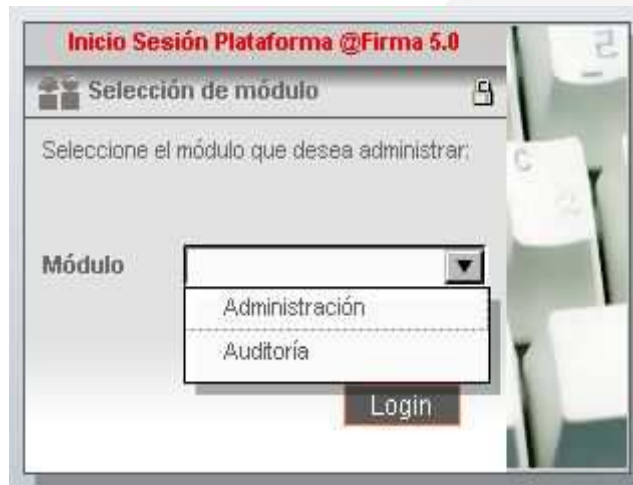 Inicio Sesión Plataforma @Firma 5.0
Selección de módulo
Seleccione el módulo que desea administrar:
Módulo
Administración
Auditoría
Login